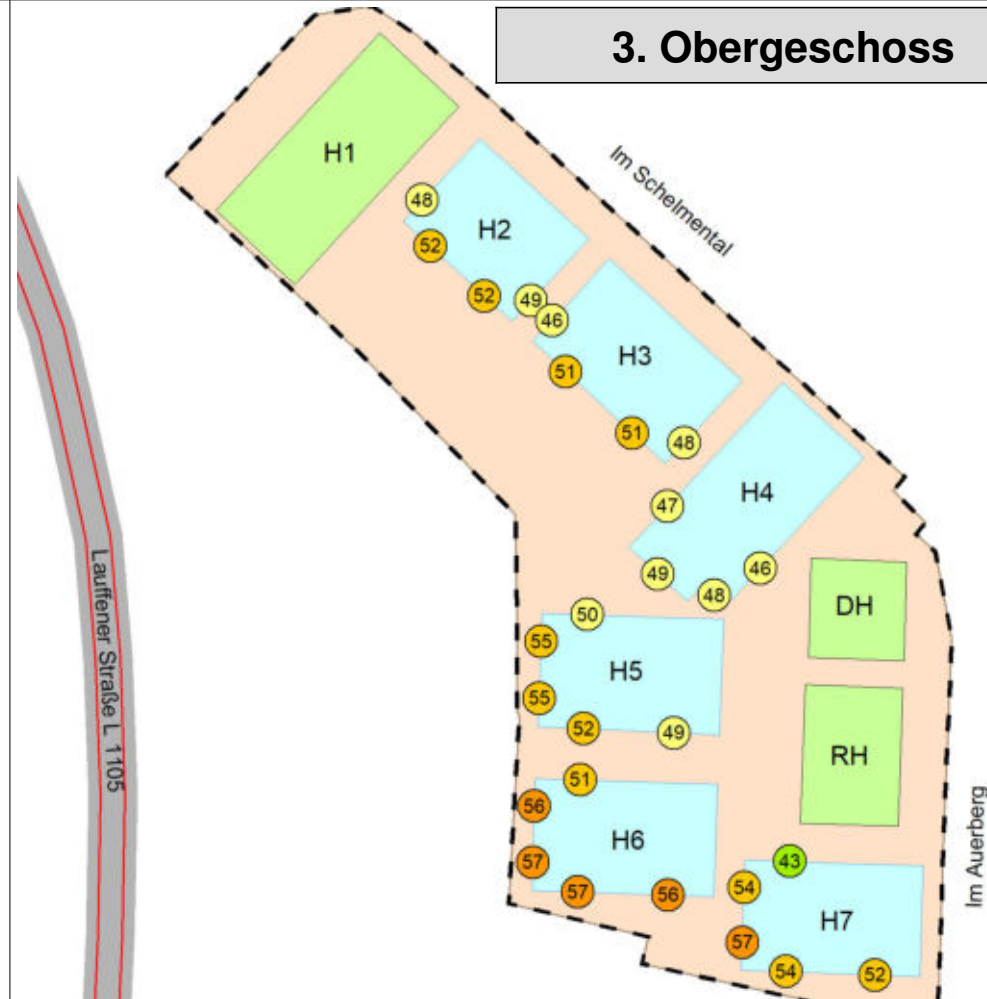 3. Obergeschoss
H1
Im Schelmental
48
H2
52
52
49
46
H3
51
51
48
H4
47
49
48
46
Lauffener Straße L 1105
DH
50
55
H5
55
52
49
RH
51
56
H6
57
57
56
Im Auerberg
43
54
H7
57
54
52